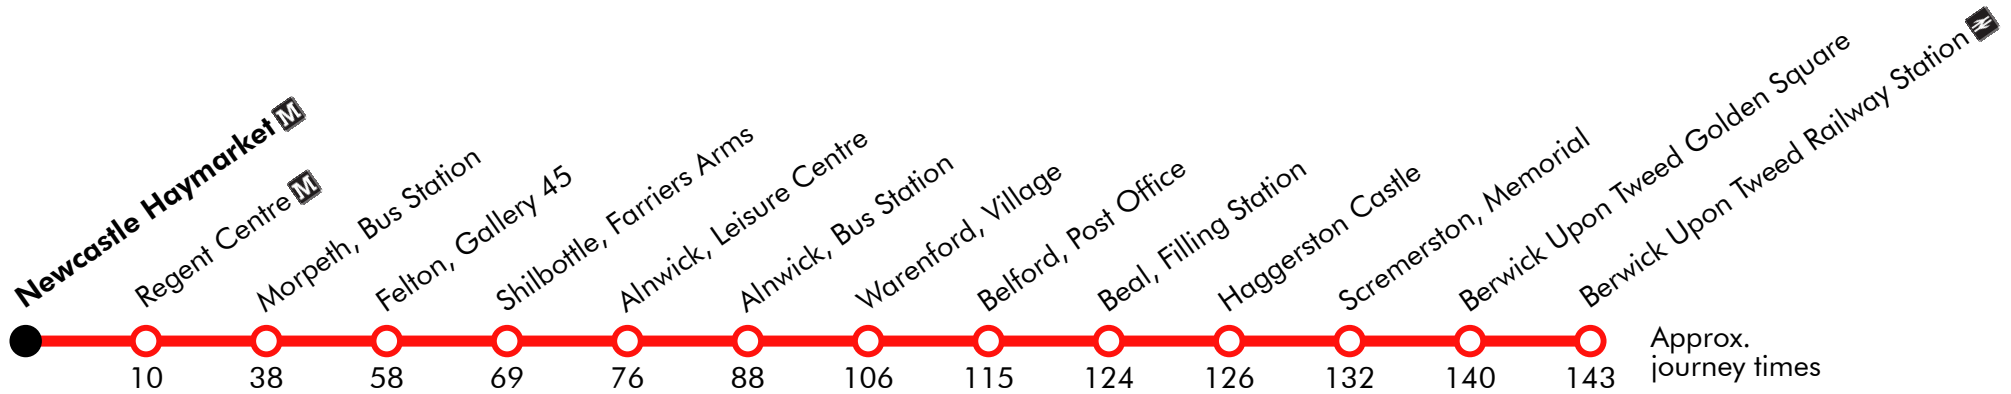 Newcastle Haymarket M
Regent Centre M
Morpeth, Bus Station
Felton, Gallery 45
Shilbottle, Farriers Arms
Alnwick, Leisure Centre
Alnwick, Bus Station
Warenford, Village
Belford, Post Office
Beal, Filling Station
Haggerston Castle
Scremerston, Memorial
Berwick Upon Tweed Golden Square
Berwick Upon Tweed Railway Station
10 38 58 69 76 88 106 115 124 126 132 140 143
Approx.
journey times